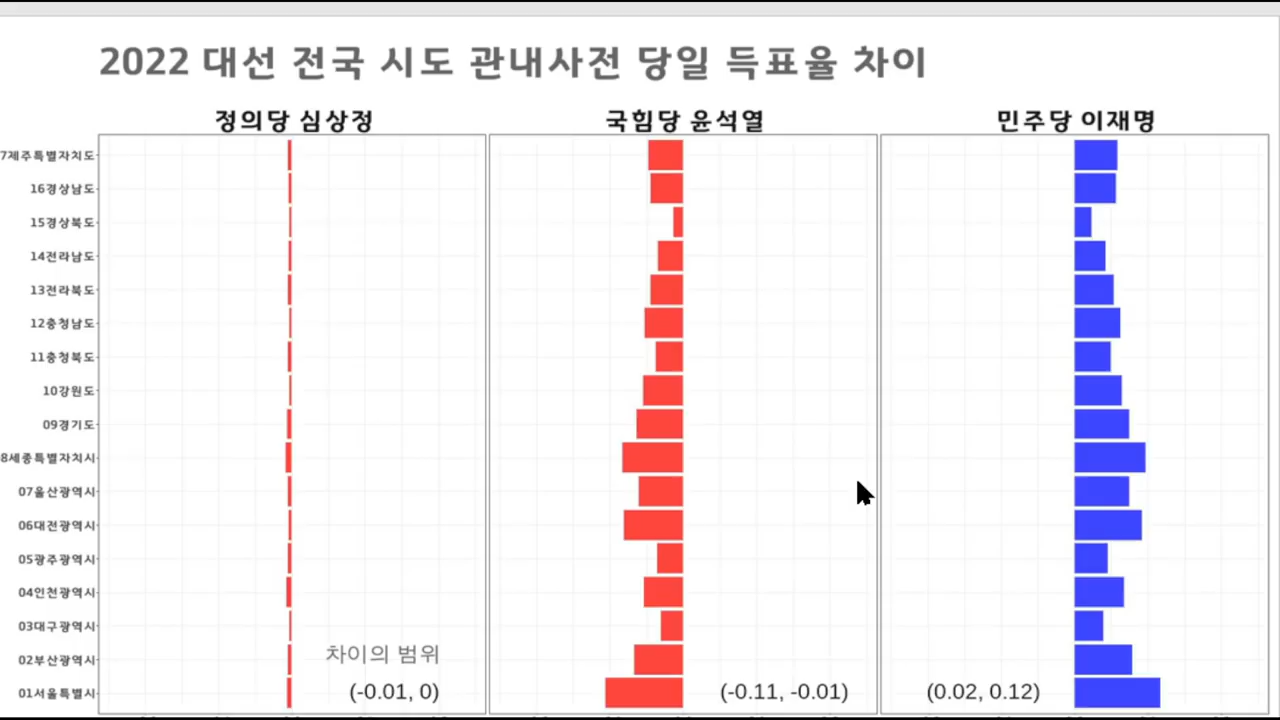 2022 대선 전국 시도 관내사전 당일 득표율 차이
정의당 심상정
국힘당 윤석열
민주당 이재명
7제주특별자치도
16경상남도
15경상북도
14전라남도
13전라북도
12충청남도
11충청북도
10강원도
09경기도
8세종특별자치시
07울산광역시
06대전광역시
05광주광역시
04인천광역시
03대구광역시
02부산광역시
01서울특별시
차이의 범위
(-0.01, 0)
(-0.11, -0.01)
(0.02, 0.12)